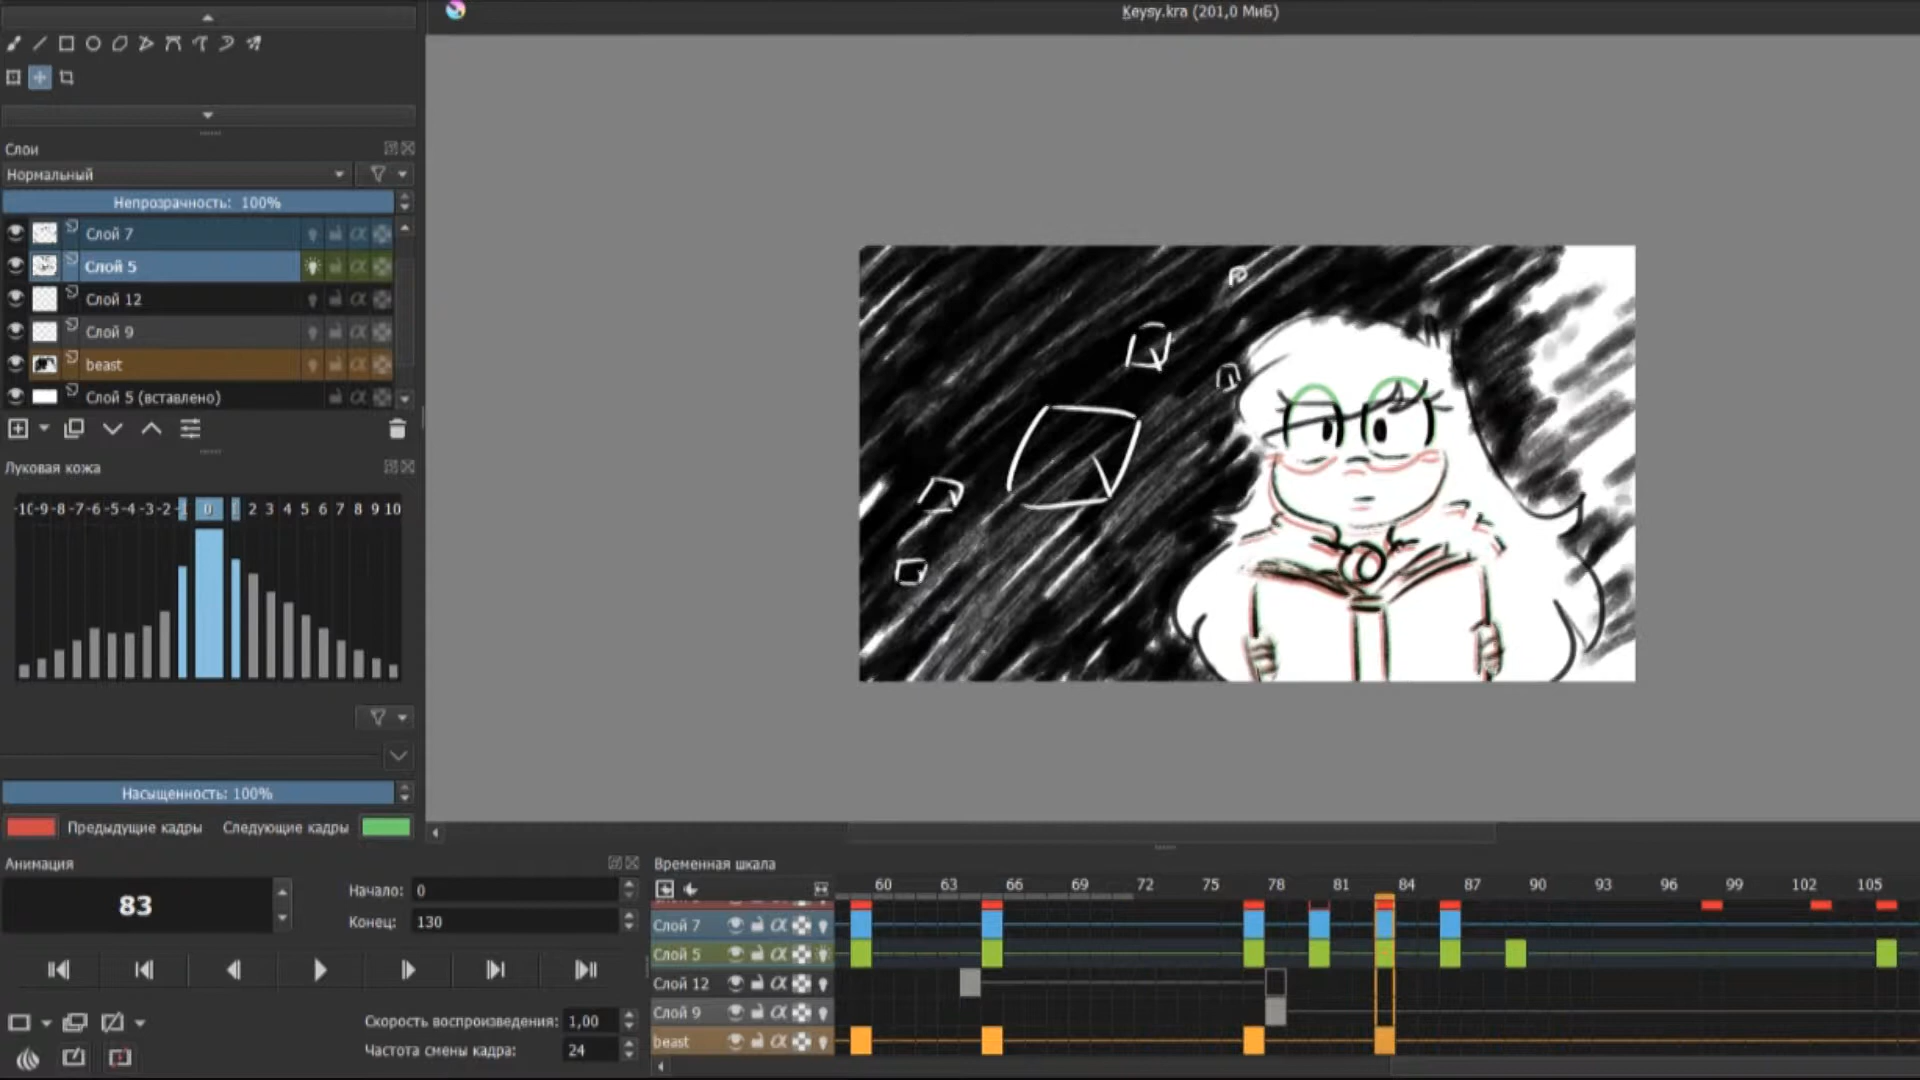 Keysy.kra (201,0 МиБ)
Слои
Нормальный
Непрозрачность: 100%
Слой 7
Слой 5
Слой 12
Слой 9
beast
Слой 5 (вставлено)
Луковая кожа
-10 -9 -8 -7 -6 -5 -4 -3 -2 -1 0 1 2 3 4 5 6 7 8 9 10
Насыщенность: 100%
Предыдущие кадры Следующие кадры
Анимация
83
Начало: 0
Конец: 130
Скорость воспроизведения: 1,00
Частота смены кадра: 24
Временная шкала
60 63 66 69 72 75 78 81 84 87 90 93 96 99 102 105
Слой 7
Слой 5
Слой 12
Слой 9
beast